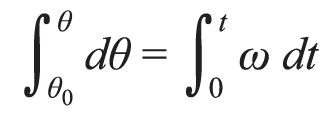 ∫_{θ₀}^{θ} dθ = ∫_{0}^{t} ω dt